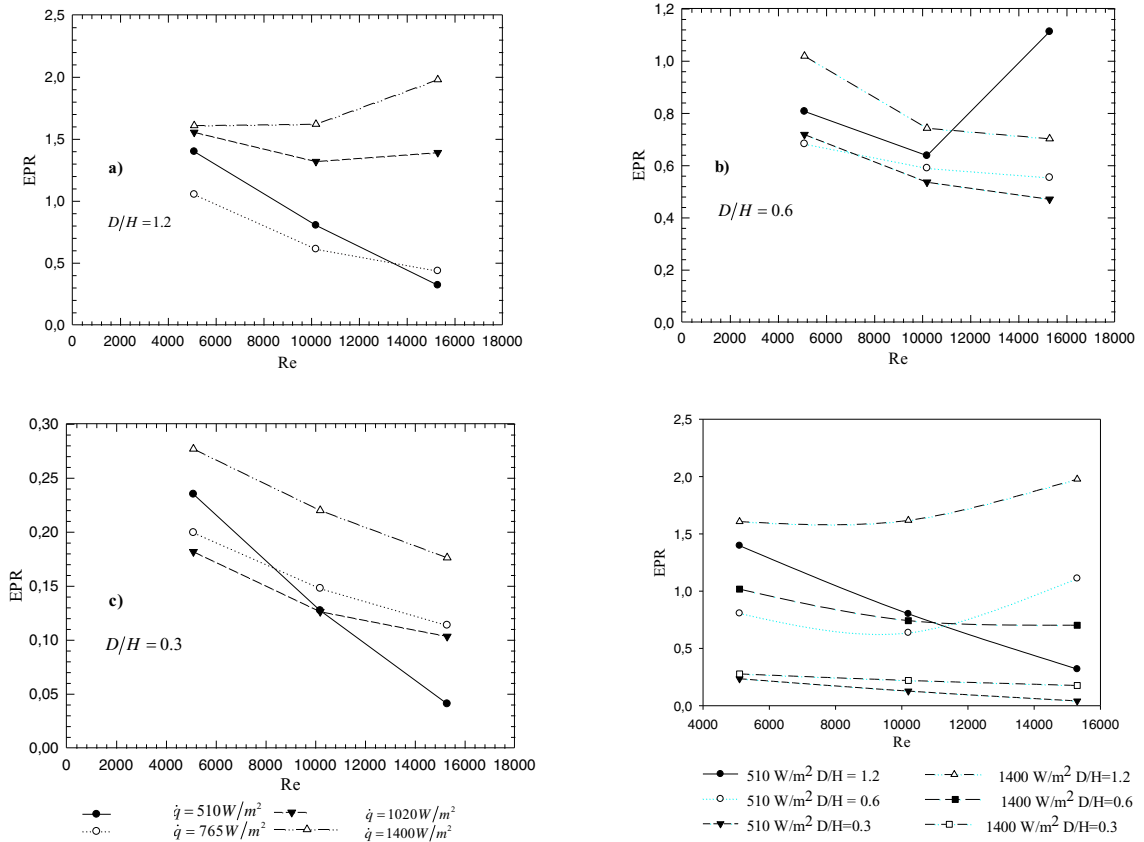 2,5
2,0
1,5
1,0
0,5
0,0
EPR
a)
D/H = 1.2
0 2000 4000 6000 8000 10000 12000 14000 16000 18000
Re
1,2
1,0
0,8
0,6
0,4
0,2
0,0
EPR
b)
D/H = 0.6
0 2000 4000 6000 8000 10000 12000 14000 16000 18000
Re
0,30
0,25
0,20
0,15
0,10
0,05
0,00
EPR
c)
D/H = 0.3
0 2000 4000 6000 8000 10000 12000 14000 16000 18000
Re
q̇ = 510W/m²
q̇ = 765W/m²
q̇ = 1020W/m²
q̇ = 1400W/m²
2,5
2,0
1,5
1,0
0,5
0,0
EPR
4000 6000 8000 10000 12000 14000 16000
Re
510 W/m² D/H = 1.2
510 W/m² D/H = 0.6
510 W/m² D/H=0.3
1400 W/m² D/H=1.2
1400 W/m² D/H=0.6
1400 W/m² D/H=0.3